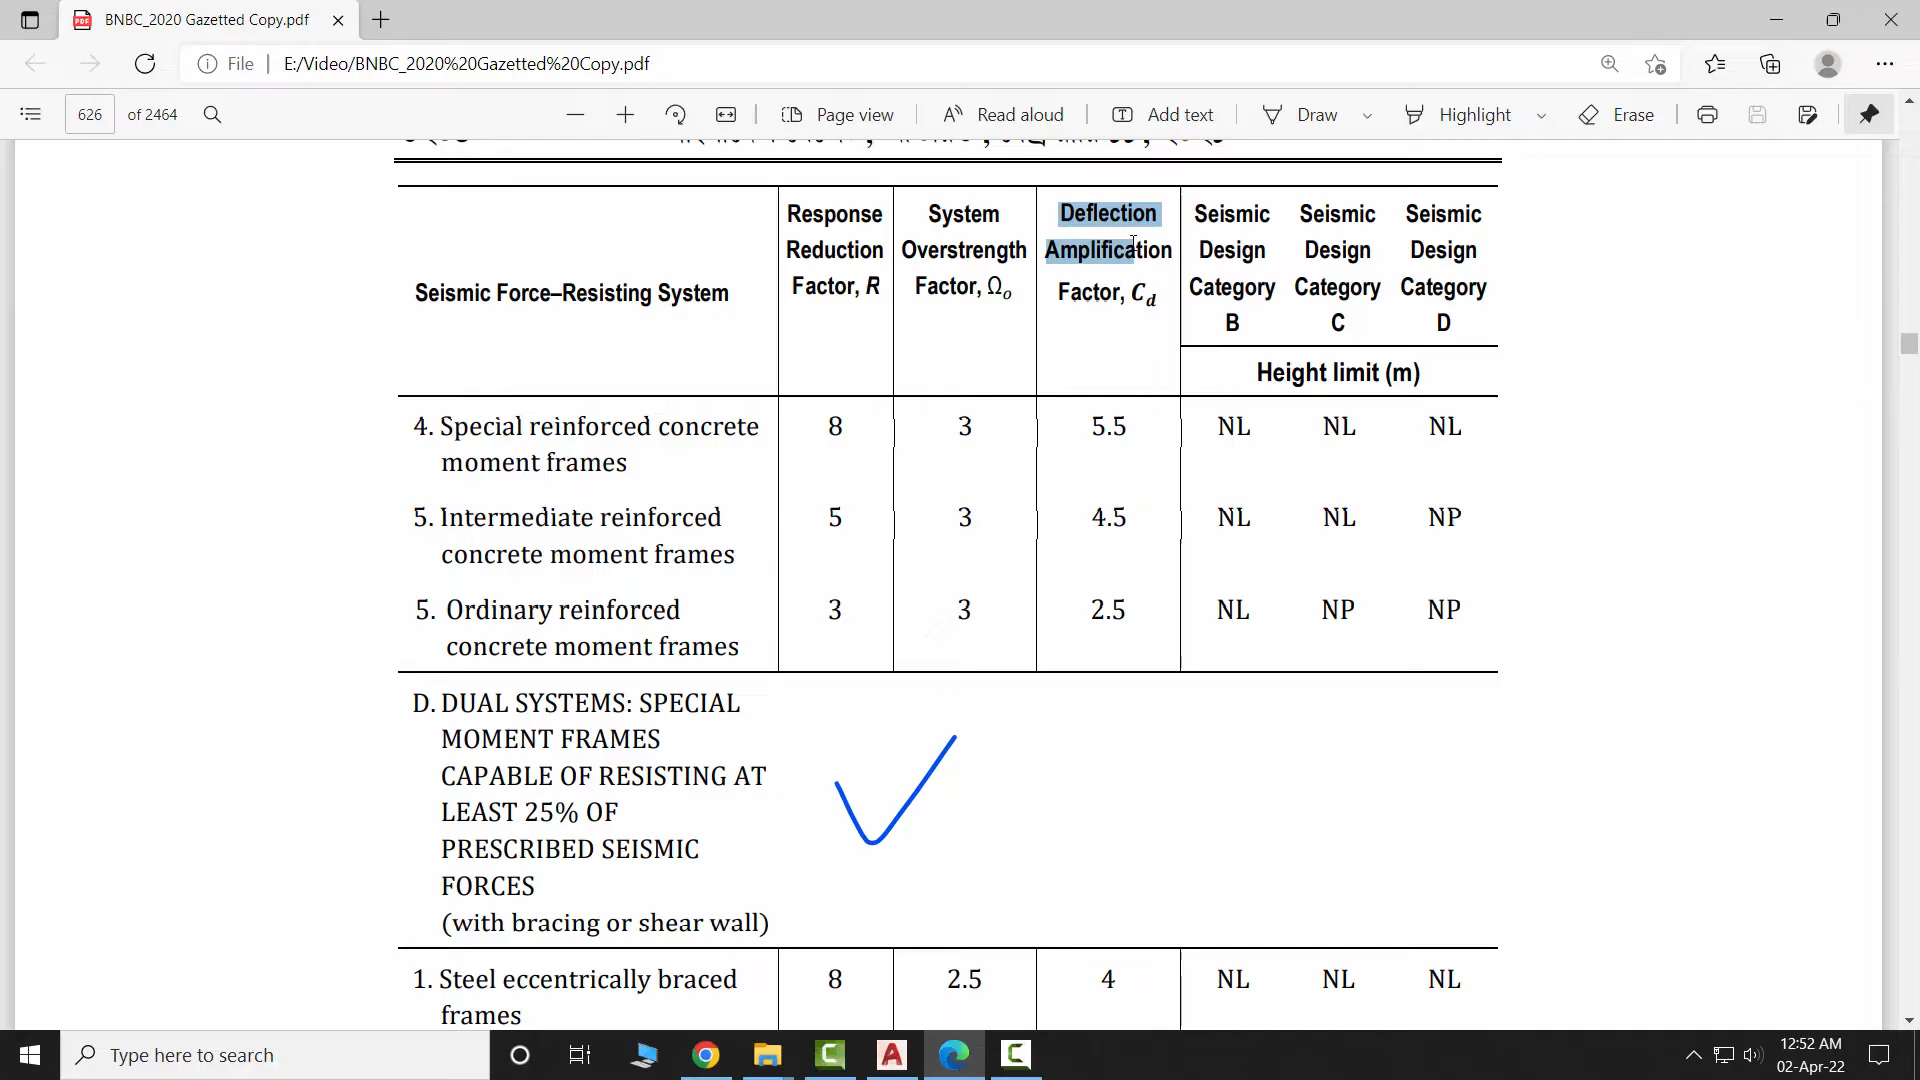 BNBC_2020 Gazetted Copy.pdf
File
E:/Video/BNBC_2020%20Gazetted%20Copy.pdf
626 of 2464
Page view
Read aloud
Add text
Draw
Highlight
Erase
Seismic Force–Resisting System
Response
Reduction
Factor, R
System
Overstrength
Factor, Ωo
Deflection
Amplification
Factor, Cd
Seismic
Design
Category
B
Seismic
Design
Category
C
Seismic
Design
Category
D
Height limit (m)
4. Special reinforced concrete 8 3 5.5 NL NL NL
moment frames
5. Intermediate reinforced 5 3 4.5 NL NL NP
concrete moment frames
5. Ordinary reinforced 3 3 2.5 NL NP NP
concrete moment frames
D. DUAL SYSTEMS: SPECIAL
MOMENT FRAMES
CAPABLE OF RESISTING AT
LEAST 25% OF
PRESCRIBED SEISMIC
FORCES
(with bracing or shear wall)
1. Steel eccentrically braced 8 2.5 4 NL NL NL
frames
Type here to search
12:52 AM
02-Apr-22